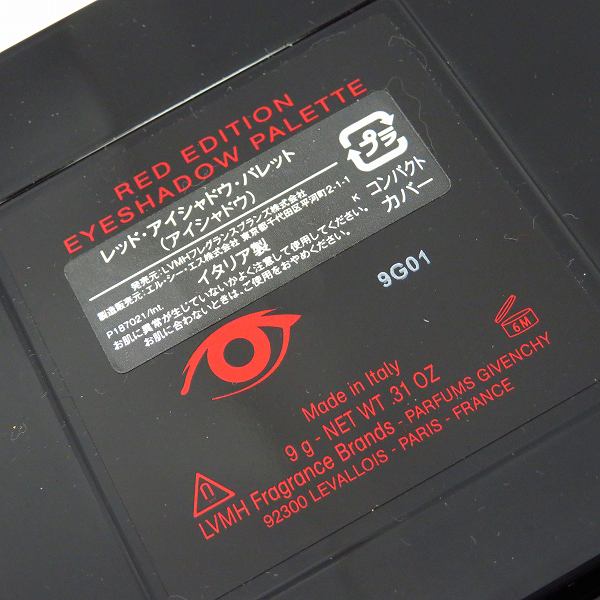 RED EDITION
EYESHADOW PALETTE
レッド・アイシャドウ・パレット
(アイシャドウ)
発売元:LVMHフレグランスブランズ株式会社
製造販売元:エル・シー・エス株式会社 東京都千代田区平河町2-1-1
イタリア製 K
P187021/Int.
お肌に異常が生じていないかよく注意して使用してください。
お肌に合わないときは、ご使用をおやめください。
プラ
コンパクト
カバー
9G01
6M
Made in Italy
9 g - NET WT .31 OZ
LVMH Fragrance Brands - PARFUMS GIVENCHY
92300 LEVALLOIS - PARIS - FRANCE